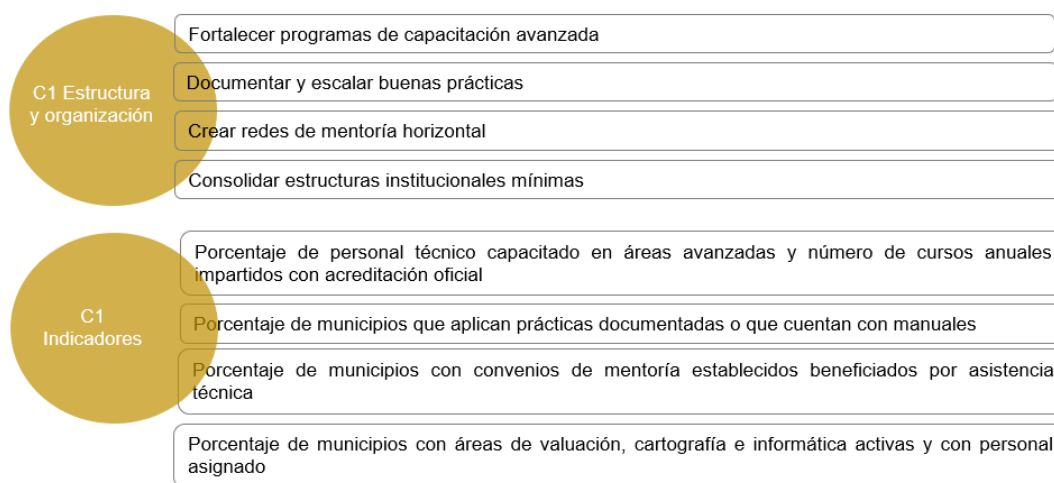 C1 Estructura
y organización
Fortalecer programas de capacitación avanzada
Documentar y escalar buenas prácticas
Crear redes de mentoría horizontal
Consolidar estructuras institucionales mínimas
C1
Indicadores
Porcentaje de personal técnico capacitado en áreas avanzadas y número de cursos anuales
impartidos con acreditación oficial
Porcentaje de municipios que aplican prácticas documentadas o que cuentan con manuales
Porcentaje de municipios con convenios de mentoría establecidos beneficiados por asistencia
técnica
Porcentaje de municipios con áreas de valuación, cartografía e informática activas y con personal
asignado